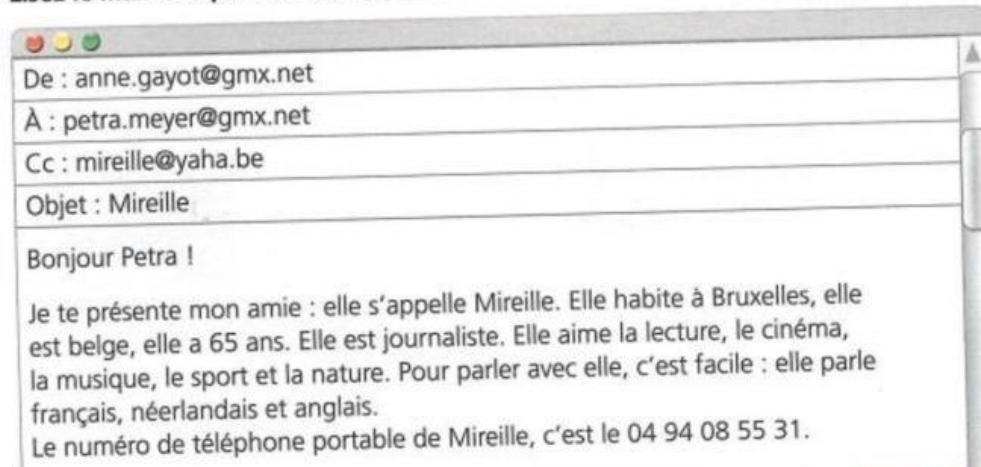 De : anne.gayot@gmx.net
À : petra.meyer@gmx.net
Cc : mireille@yaha.be
Objet : Mireille
Bonjour Petra !
Je te présente mon amie : elle s'appelle Mireille. Elle habite à Bruxelles, elle
est belge, elle a 65 ans. Elle est journaliste. Elle aime la lecture, le cinéma,
la musique, le sport et la nature. Pour parler avec elle, c'est facile : elle parle
français, néerlandais et anglais.
Le numéro de téléphone portable de Mireille, c'est le 04 94 08 55 31.